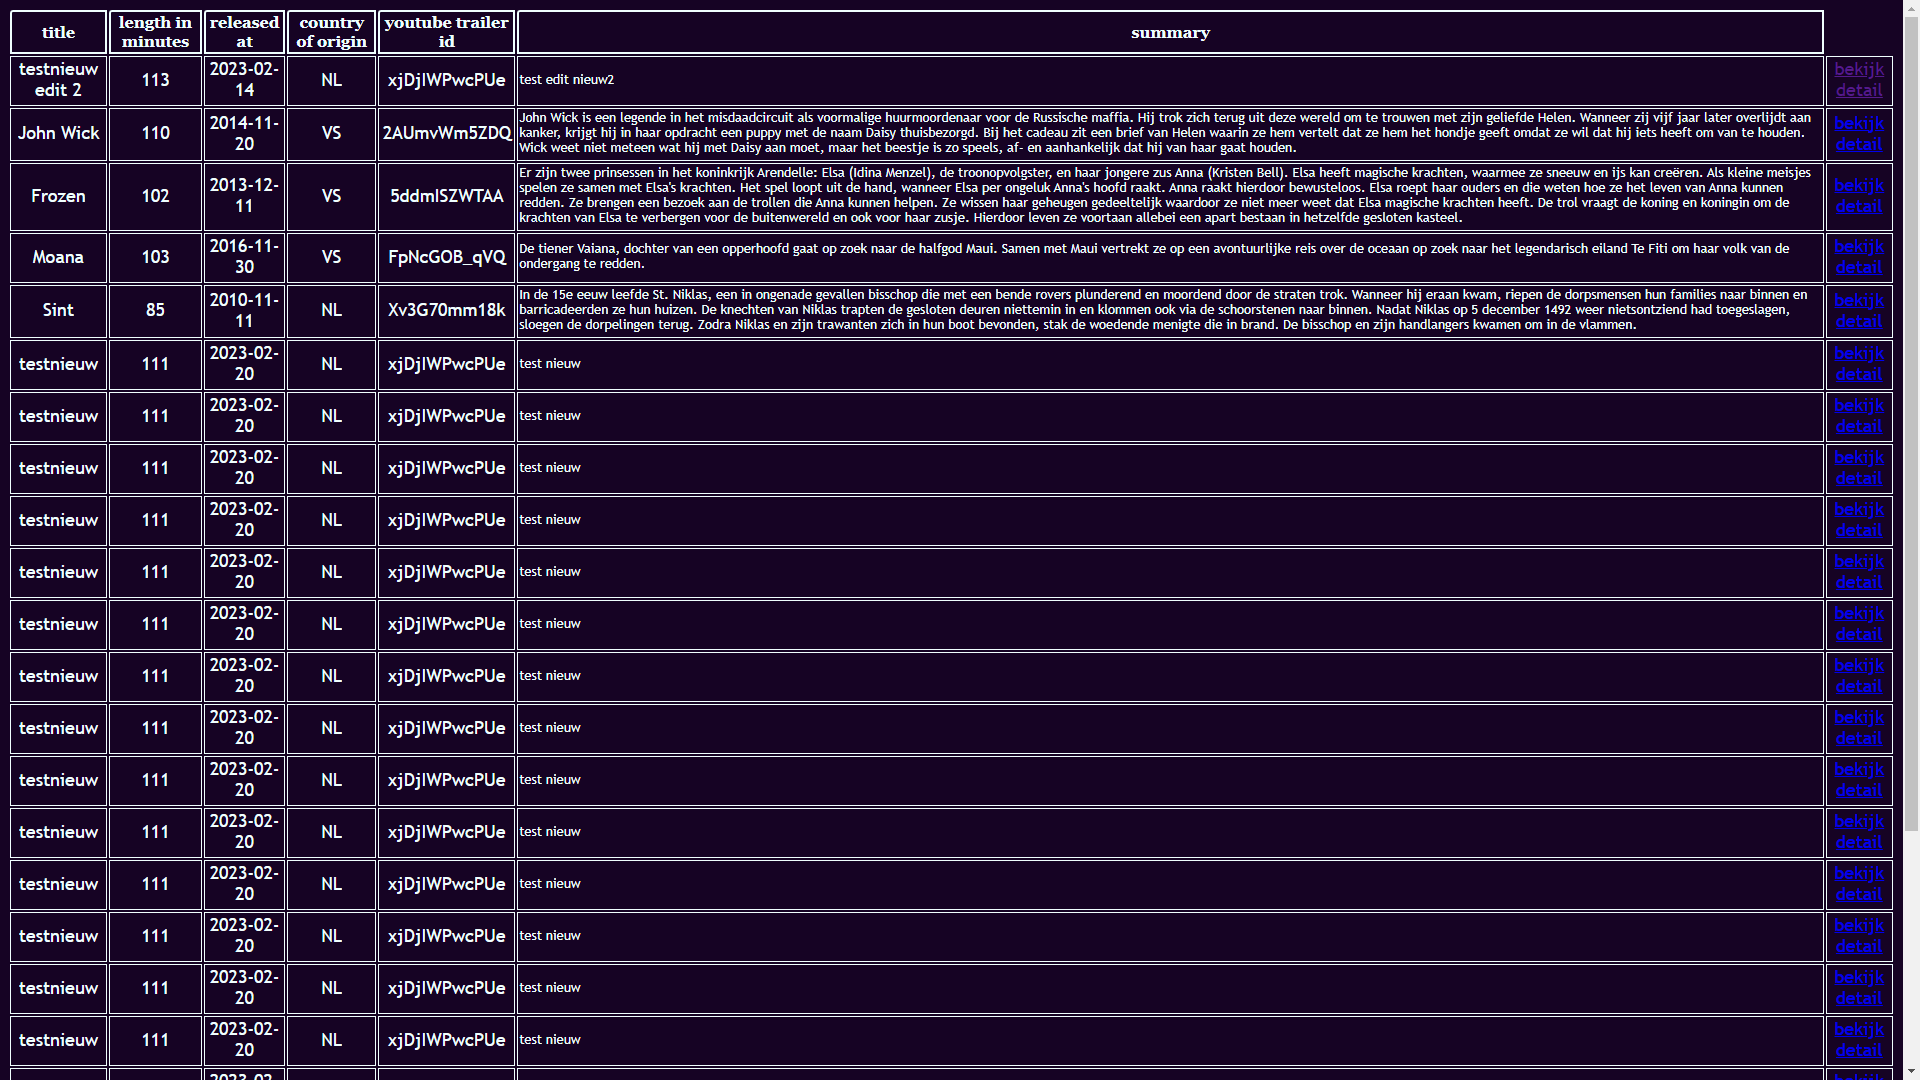 title length in minutes released at country of origin youtube trailer id summary
testnieuw edit 2 113 2023-02-14 NL xjDjIWPwcPUe test edit nieuw2 bekijk detail
John Wick 110 2014-11-20 VS 2AUmvWm5ZDQ John Wick is een legende in het misdaadcircuit als voormalige huurmoordenaar voor de Russische maffia. Hij trok zich terug uit deze wereld om te trouwen met zijn geliefde Helen. Wanneer zij vijf jaar later overlijdt aan
kanker, krijgt hij in haar opdracht een puppy met de naam Daisy thuisbezorgd. Bij het cadeau zit een brief van Helen waarin ze hem vertelt dat ze hem het hondje geeft omdat ze wil dat hij iets heeft om van te houden.
Wick weet niet meteen wat hij met Daisy aan moet, maar het beestje is zo speels, af- en aanhankelijk dat hij van haar gaat houden. bekijk detail
Frozen 102 2013-12-11 VS 5ddmISZWTAA Er zijn twee prinsessen in het koninkrijk Arendelle: Elsa (Idina Menzel), de troonopvolgster, en haar jongere zus Anna (Kristen Bell). Elsa heeft magische krachten, waarmee ze sneeuw en ijs kan creëren. Als kleine meisjes
spelen ze samen met Elsa's krachten. Het spel loopt uit de hand, wanneer Elsa per ongeluk Anna's hoofd raakt. Anna raakt hierdoor bewusteloos. Elsa roept haar ouders en die weten hoe ze het leven van Anna kunnen
redden. Ze brengen een bezoek aan de trollen die Anna kunnen helpen. Ze wissen haar geheugen gedeeltelijk waardoor ze niet meer weet dat Elsa magische krachten heeft. De trol vraagt de koning en koningin om de
krachten van Elsa te verbergen voor de buitenwereld en ook voor haar zusje. Hierdoor leven ze voortaan allebei een apart bestaan in hetzelfde gesloten kasteel. bekijk detail
Moana 103 2016-11-30 VS FpNcGOB_qVQ De tiener Vaiana, dochter van een opperhoofd gaat op zoek naar de halfgod Maui. Samen met Maui vertrekt ze op een avontuurlijke reis over de oceaan op zoek naar het legendarisch eiland Te Fiti om haar volk van de
ondergang te redden. bekijk detail
Sint 85 2010-11-11 NL Xv3G70mm18k In de 15e eeuw leefde St. Niklas, een in ongenade gevallen bisschop die met een bende rovers plunderend en moordend door de straten trok. Wanneer hij eraan kwam, riepen de dorpsmensen hun families naar binnen en
barricadeerden ze hun huizen. De knechten van Niklas trapten de gesloten deuren niettemin in en klommen ook via de schoorstenen naar binnen. Nadat Niklas op 5 december 1492 weer nietsontziend had toegeslagen,
sloegen de dorpelingen terug. Zodra Niklas en zijn trawanten zich in hun boot bevonden, stak de woedende menigte die in brand. De bisschop en zijn handlangers kwamen om in de vlammen. bekijk detail
testnieuw 111 2023-02-20 NL xjDjIWPwcPUe test nieuw bekijk detail
testnieuw 111 2023-02-20 NL xjDjIWPwcPUe test nieuw bekijk detail
testnieuw 111 2023-02-20 NL xjDjIWPwcPUe test nieuw bekijk detail
testnieuw 111 2023-02-20 NL xjDjIWPwcPUe test nieuw bekijk detail
testnieuw 111 2023-02-20 NL xjDjIWPwcPUe test nieuw bekijk detail
testnieuw 111 2023-02-20 NL xjDjIWPwcPUe test nieuw bekijk detail
testnieuw 111 2023-02-20 NL xjDjIWPwcPUe test nieuw bekijk detail
testnieuw 111 2023-02-20 NL xjDjIWPwcPUe test nieuw bekijk detail
testnieuw 111 2023-02-20 NL xjDjIWPwcPUe test nieuw bekijk detail
testnieuw 111 2023-02-20 NL xjDjIWPwcPUe test nieuw bekijk detail
testnieuw 111 2023-02-20 NL xjDjIWPwcPUe test nieuw bekijk detail
testnieuw 111 2023-02-20 NL xjDjIWPwcPUe test nieuw bekijk detail
testnieuw 111 2023-02-20 NL xjDjIWPwcPUe test nieuw bekijk detail
testnieuw 111 2023-02-20 NL xjDjIWPwcPUe test nieuw bekijk detail